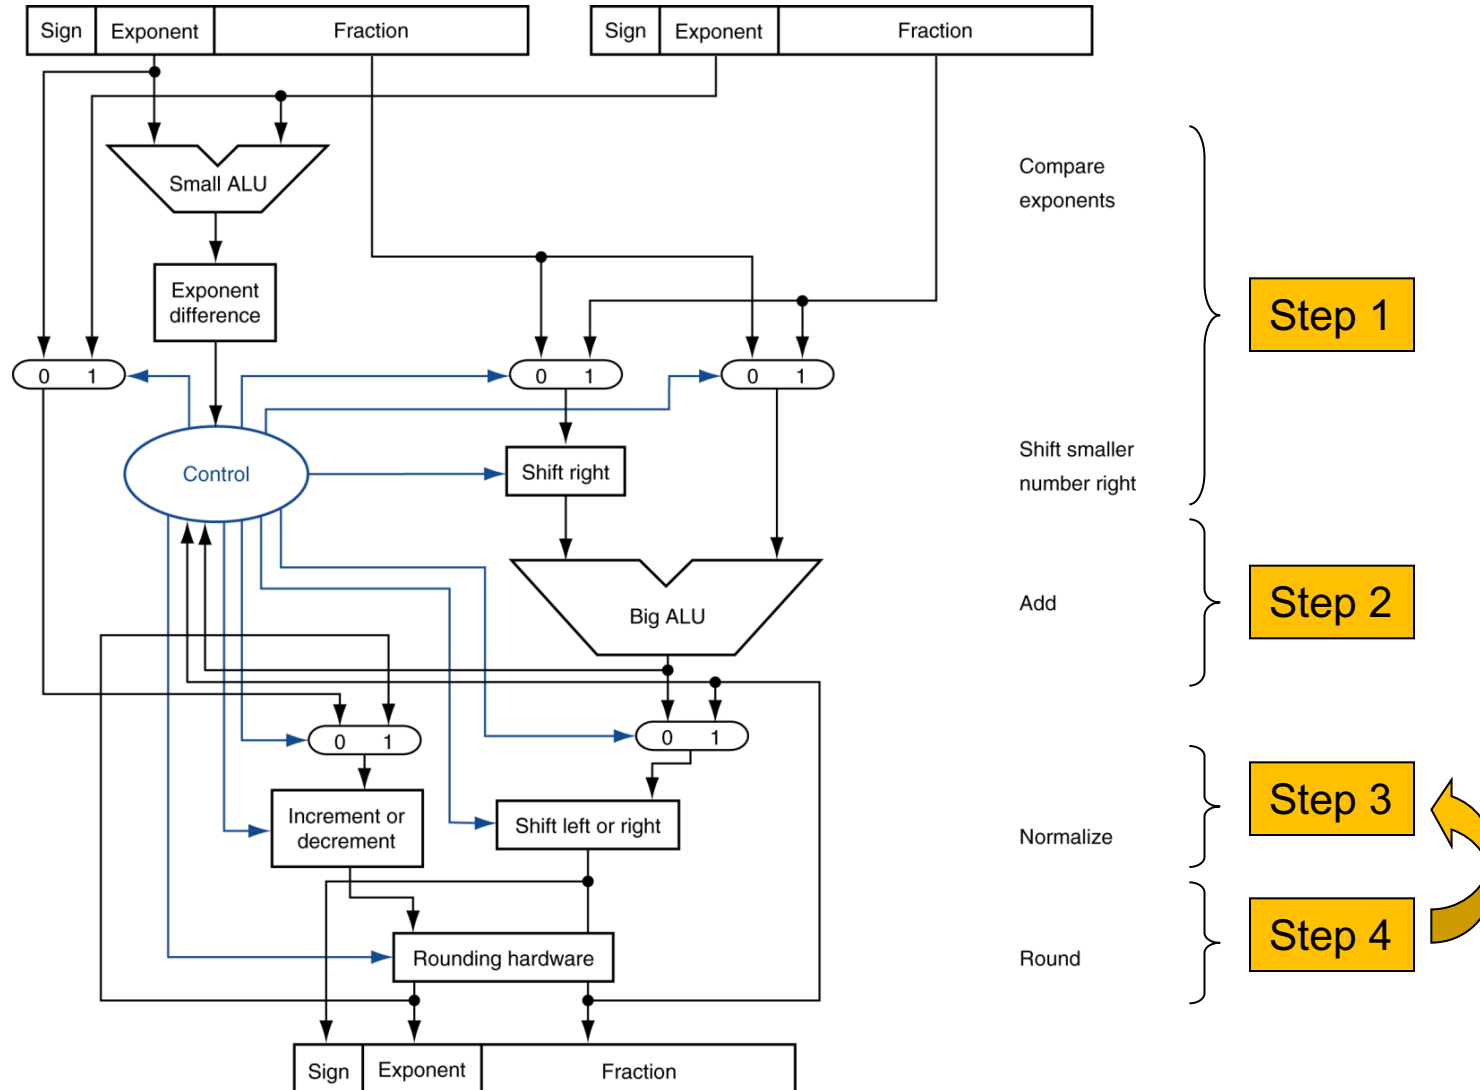 Sign Exponent Fraction
Sign Exponent Fraction
Small ALU
Compare
exponents
Step 1
Exponent
difference
0 1
0 1
0 1
Control
Shift right
Shift smaller
number right
Big ALU
Add
Step 2
0 1
0 1
Increment or
decrement
Shift left or right
Normalize
Step 3
Rounding hardware
Round
Step 4
Sign Exponent Fraction